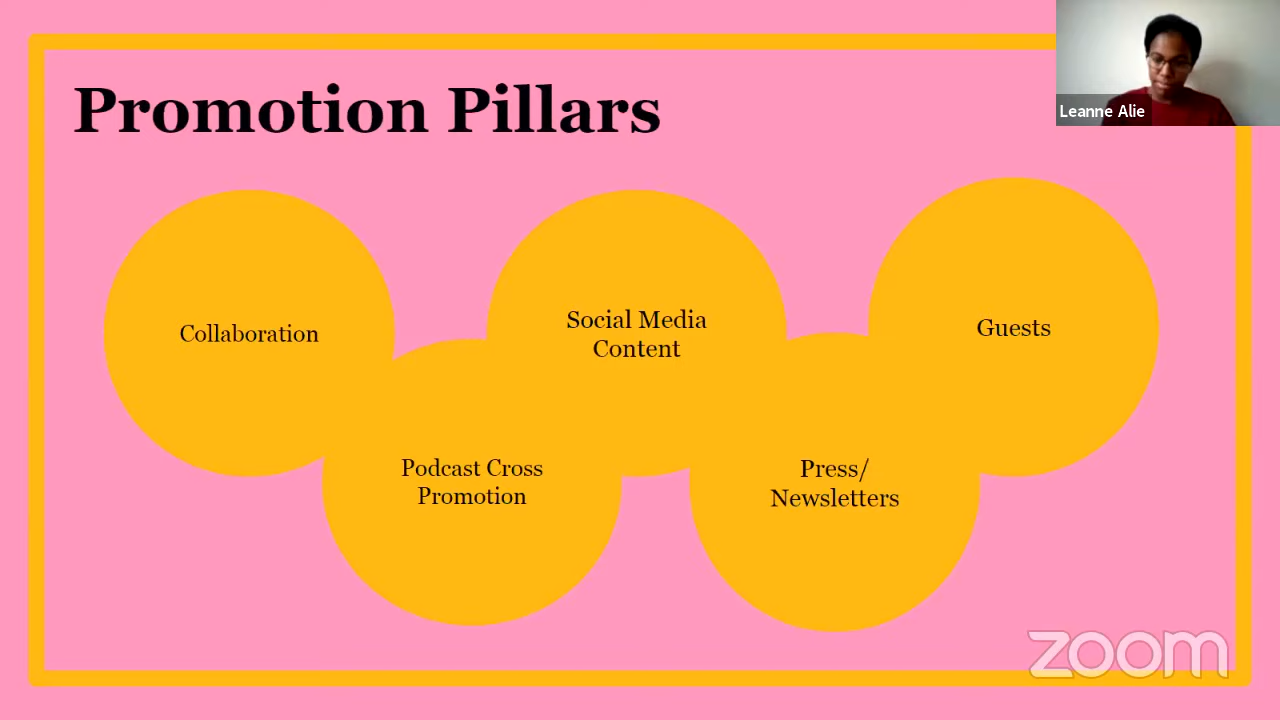 Promotion Pillars
Leanne Alie
Collaboration
Social Media
Content
Guests
Podcast Cross
Promotion
Press/
Newsletters
zoom